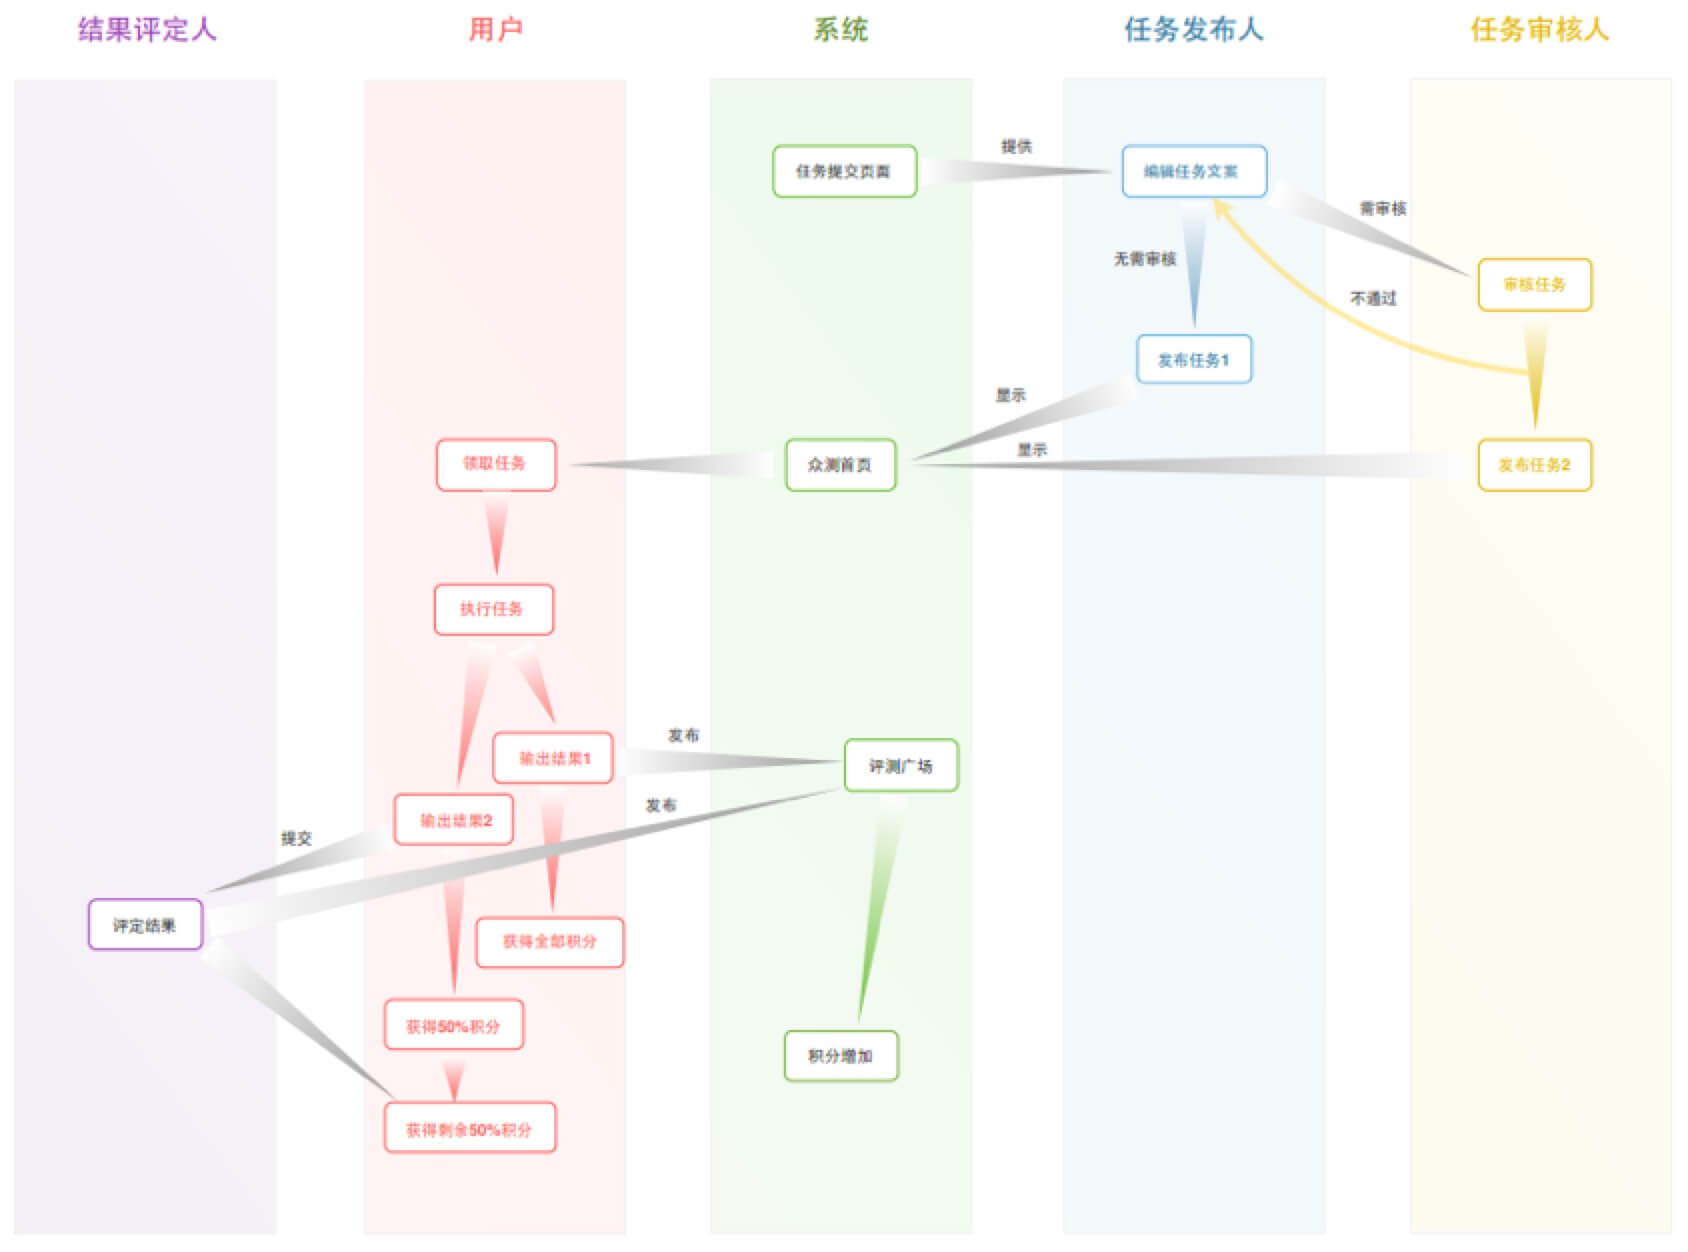 结果评定人
用户
系统
任务发布人
任务审核人
任务提交页面
提供
编辑任务文案
需审核
无需审核
审核任务
不通过
发布任务1
显示
显示
领取任务
众测首页
发布任务2
执行任务
发布
输出结果1
评测广场
发布
输出结果2
提交
评定结果
获得全部积分
获得50%积分
积分增加
获得剩余50%积分